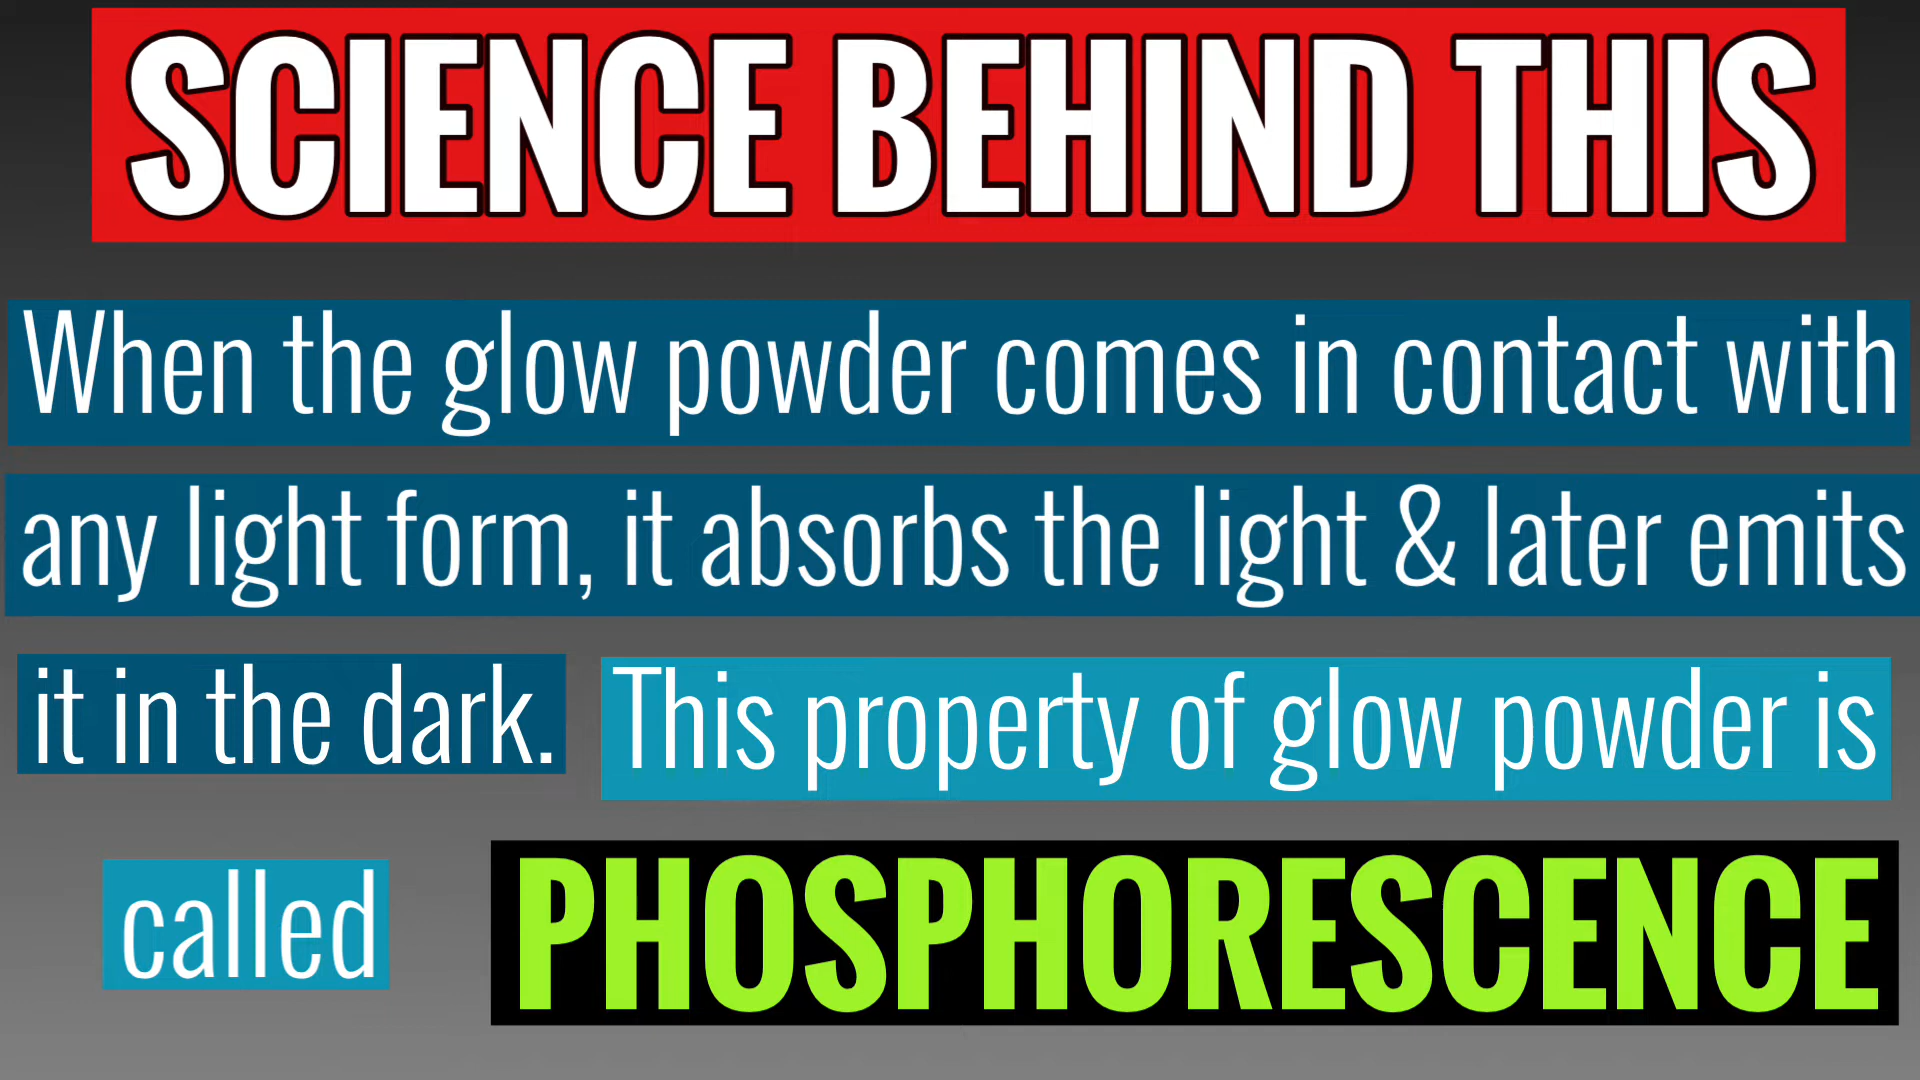 SCIENCE BEHIND THIS
When the glow powder comes in contact with
any light form, it absorbs the light & later emits
it in the dark. This property of glow powder is
called PHOSPHORESCENCE